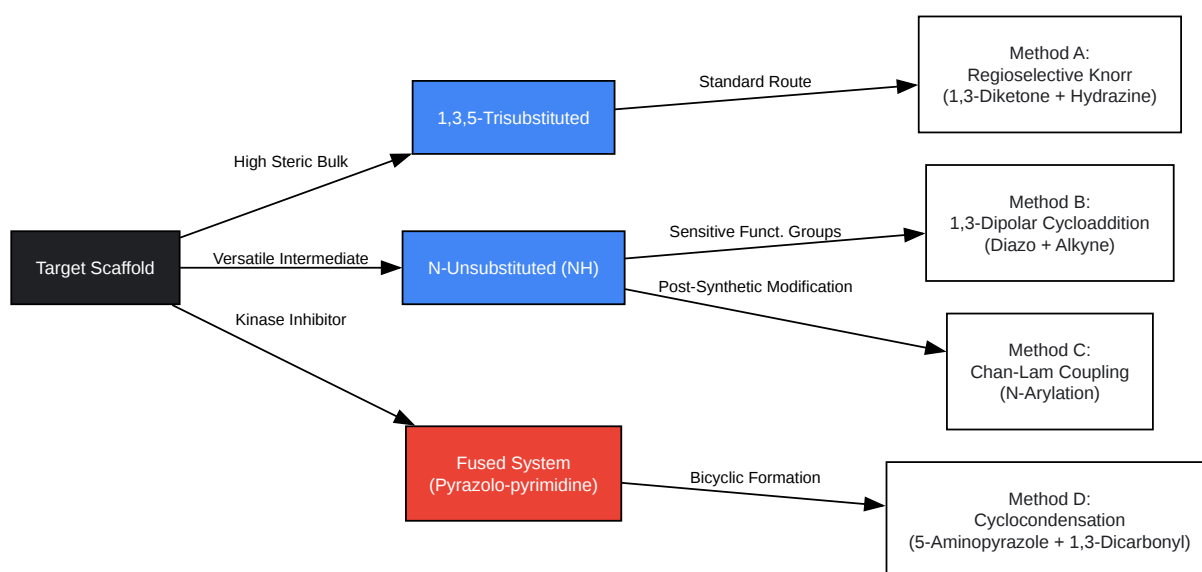 Target Scaffold
High Steric Bulk
Versatile Intermediate
Kinase Inhibitor
1,3,5-Trisubstituted
N-Unsubstituted (NH)
Fused System
(Pyrazolo-pyrimidine)
Standard Route
Sensitive Funct. Groups
Post-Synthetic Modification
Bicyclic Formation
Method A:
Regioselective Knorr
(1,3-Diketone + Hydrazine)
Method B:
1,3-Dipolar Cycloaddition
(Diazo + Alkyne)
Method C:
Chan-Lam Coupling
(N-Arylation)
Method D:
Cyclocondensation
(5-Aminopyrazole + 1,3-Dicarbonyl)